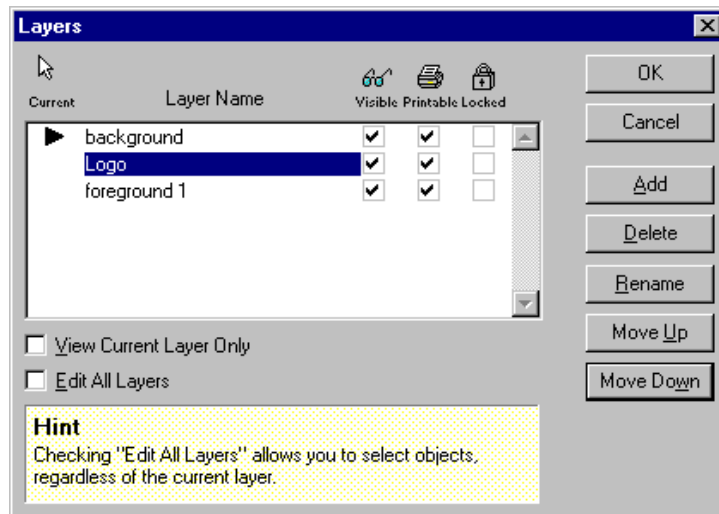 Layers
OK
Current Layer Name Visible Printable Locked
Cancel
background
Logo
foreground 1
Add
Delete
Rename
Move Up
Move Down
View Current Layer Only
Edit All Layers
Hint
Checking "Edit All Layers" allows you to select objects,
regardless of the current layer.